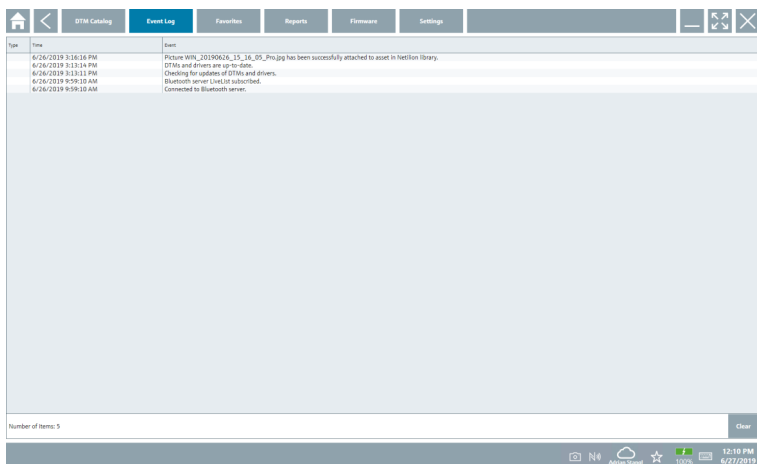 DTM Catalog Event Log Favorites Reports Firmware Settings
Type Time Event
6/26/2019 3:16:16 PM Picture WIN_20190626_15_16_05_Pro.jpg has been successfully attached to asset in Netilion library.
6/26/2019 3:13:14 PM DTMs and drivers are up-to-date.
6/26/2019 3:13:11 PM Checking for updates of DTMs and drivers.
6/26/2019 9:59:10 AM Bluetooth server LiveList subscribed.
6/26/2019 9:59:10 AM Connected to Bluetooth server.
Number of Items: 5 Clear
12:10 PM
Adrian 100% 6/27/2019